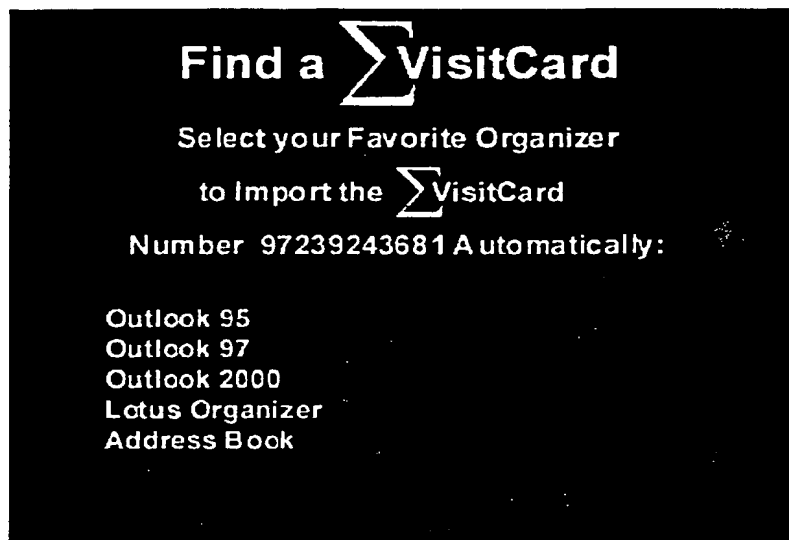 Find a ∑VisitCard
Select your Favorite Organizer
to Import the ∑VisitCard
Number 97239243681 Automatically:
Outlook 95
Outlook 97
Outlook 2000
Lotus Organizer
Address Book